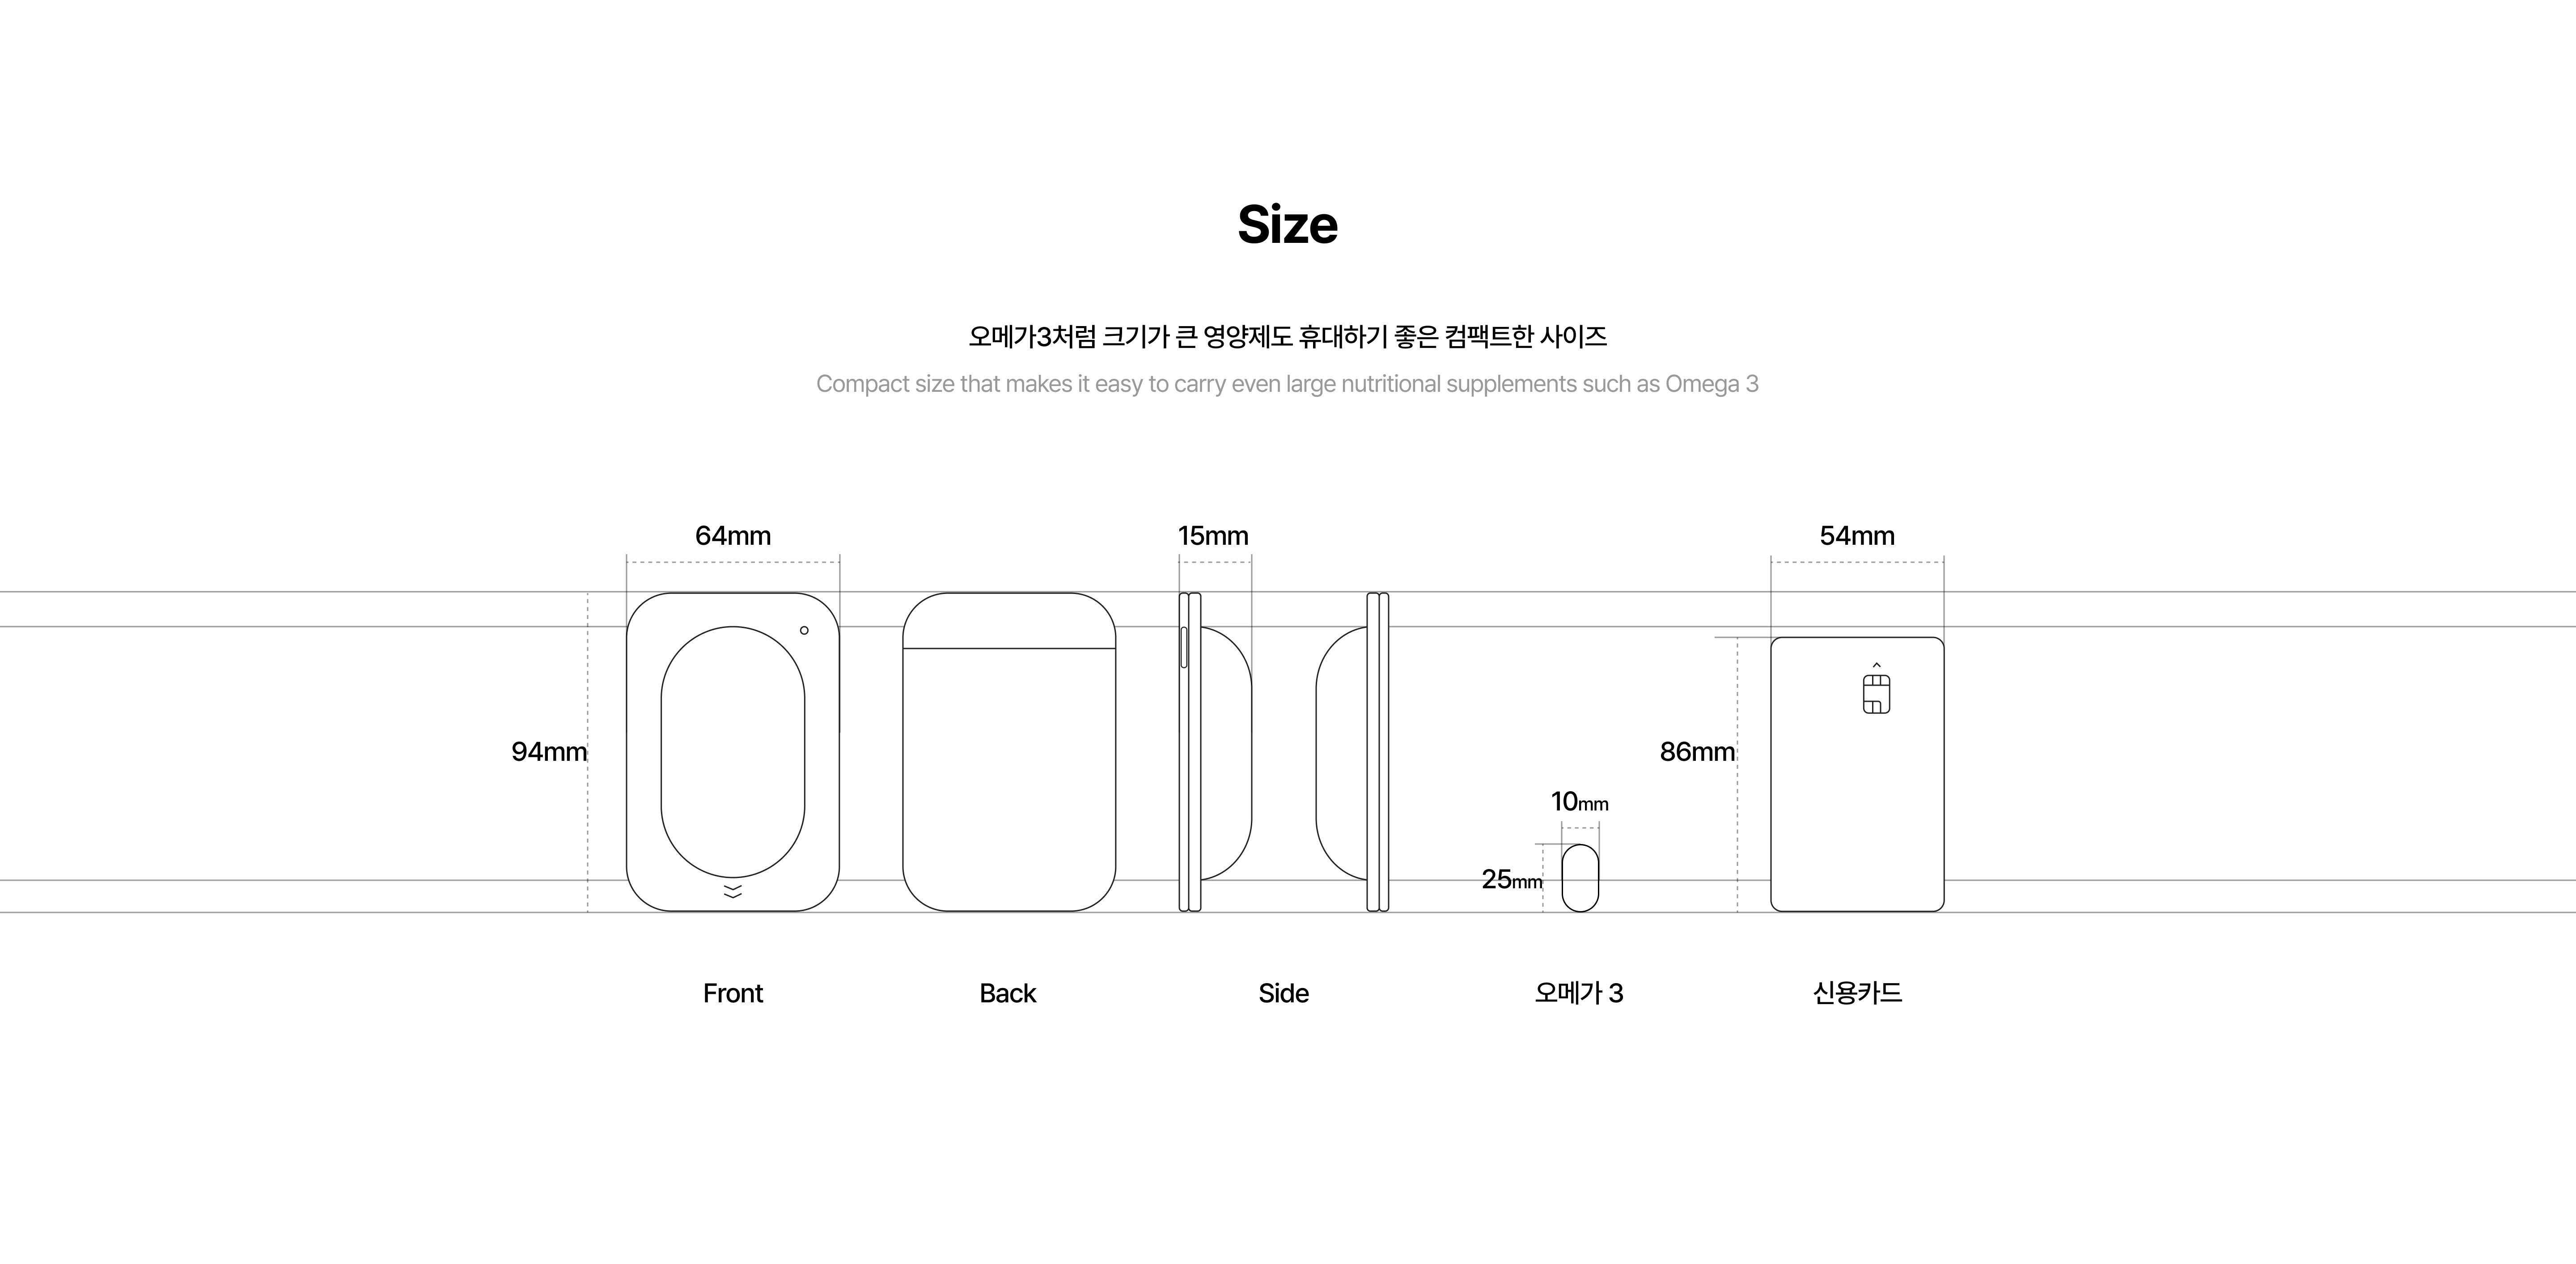 Size
오메가3처럼 크기가 큰 영양제도 휴대하기 좋은 컴팩트한 사이즈
Compact size that makes it easy to carry even large nutritional supplements such as Omega 3
64mm
15mm
54mm
94mm
86mm
10mm
25mm
Front
Back
Side
오메가 3
신용카드